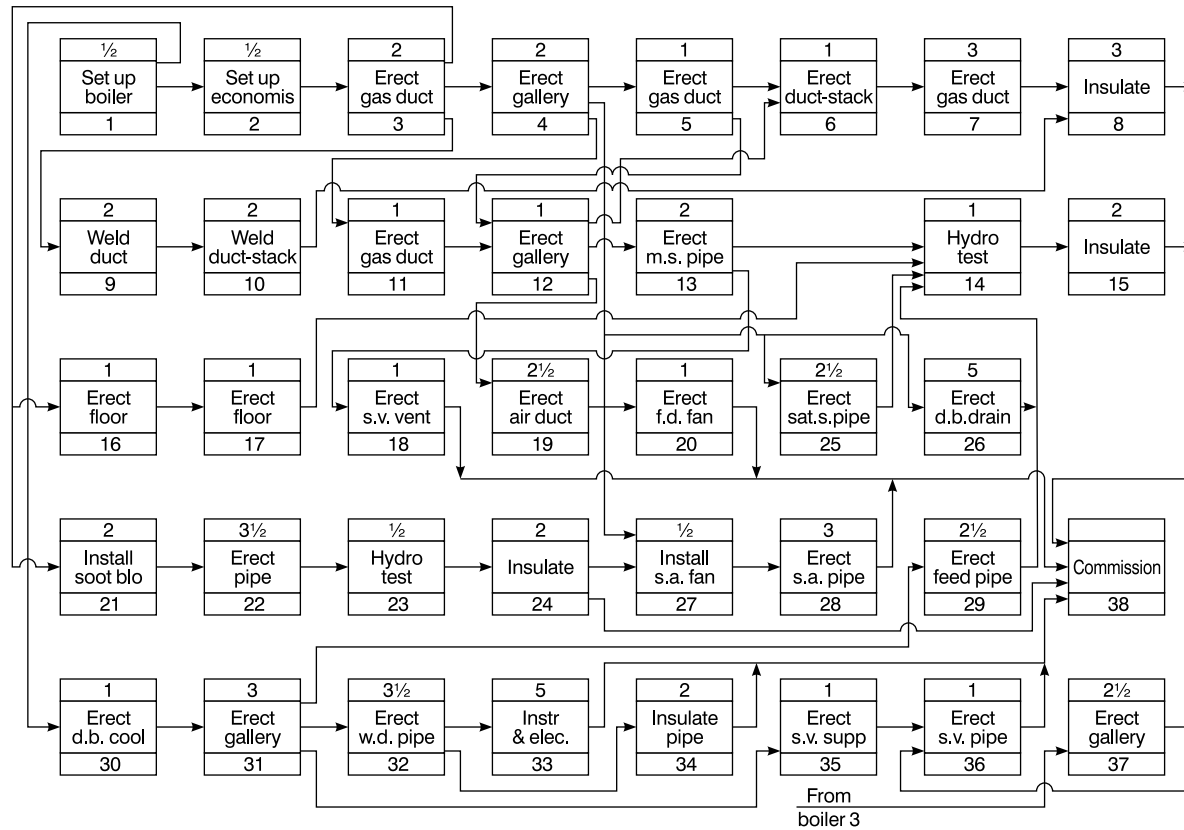 ½
Set up
boiler
1
½
Set up
economis
2
2
Erect
gas duct
3
2
Erect
gallery
4
1
Erect
gas duct
5
1
Erect
duct-stack
6
3
Erect
gas duct
7
3
Insulate
8
2
Weld
duct
9
2
Weld
duct-stack
10
1
Erect
gas duct
11
1
Erect
gallery
12
2
Erect
m.s. pipe
13
1
Hydro
test
14
2
Insulate
15
1
Erect
floor
16
1
Erect
floor
17
1
Erect
s.v. vent
18
2½
Erect
air duct
19
1
Erect
f.d. fan
20
2½
Erect
sat.s.pipe
25
5
Erect
d.b.drain
26
2
Install
soot blo
21
3½
Erect
pipe
22
½
Hydro
test
23
2
Insulate
24
½
Install
s.a. fan
27
3
Erect
s.a. pipe
28
2½
Erect
feed pipe
29
Commission
38
1
Erect
d.b. cool
30
3
Erect
gallery
31
3½
Erect
w.d. pipe
32
5
Instr
& elec.
33
2
Insulate
pipe
34
1
Erect
s.v. supp
35
1
Erect
s.v. pipe
36
2½
Erect
gallery
37
From
boiler 3